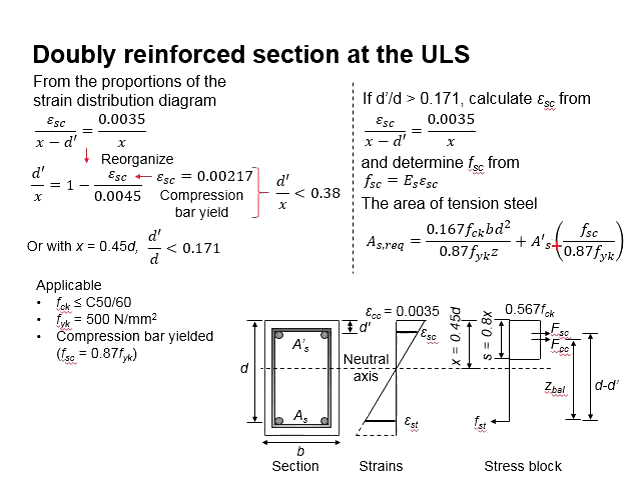 Doubly reinforced section at the ULS
From the proportions of the
strain distribution diagram
εsc / (x − d′) = 0.0035 / x
Reorganize
d′/x = 1 − εsc/0.0045 ← εsc = 0.00217
Compression
bar yield
d′/x < 0.38
Or with x = 0.45d, d′/d < 0.171
Applicable
• fck ≤ C50/60
• fyk = 500 N/mm²
• Compression bar yielded
(fsc = 0.87fyk)
If d’/d > 0.171, calculate εsc from
εsc / (x − d′) = 0.0035 / x
and determine fsc from
fsc = Esεsc
The area of tension steel
As,req = 0.167fckbd² / 0.87fykz + A′s (fsc / 0.87fyk)
εcc = 0.0035
0.567fck
d'
εsc
x = 0.45d
s = 0.8x
Fsc
Fcc
A's
d
Neutral
axis
zbal
d-d'
As
εst
fst
b
Section
Strains
Stress block